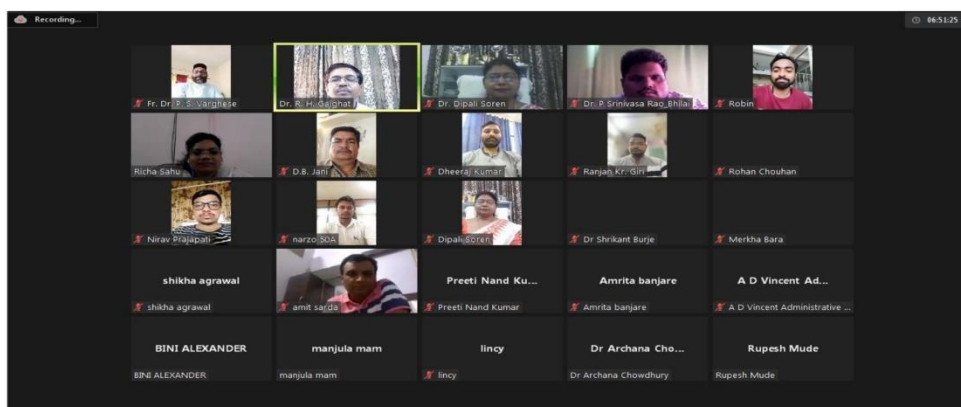 Recording...
06:51:25
Fr. Dr. P. S. Varghese
Dr. R. H. Gajghat
Dr. Dipali Soren
Dr. P Srinivasa Rao_Bhilai
Robin
Richa Sahu
D.B. Jani
Dheeraj Kumar
Ranjan Kr. Giri
Rohan Chouhan
Nirav Prajapati
narzo 50A
Dipali Soren
Dr Shrikant Burje
Merkha Bara
shikha agrawal
Preeti Nand Ku...
Amrita banjare
A D Vincent Ad...
shikha agrawal
amit sarda
Preeti Nand Kumar
Amrita banjare
A D Vincent Administrative ...
BINI ALEXANDER
manjula mam
lincy
Dr Archana Cho...
Rupesh Mude
BINI ALEXANDER
manjula mam
lincy
Dr Archana Chowdhury
Rupesh Mude